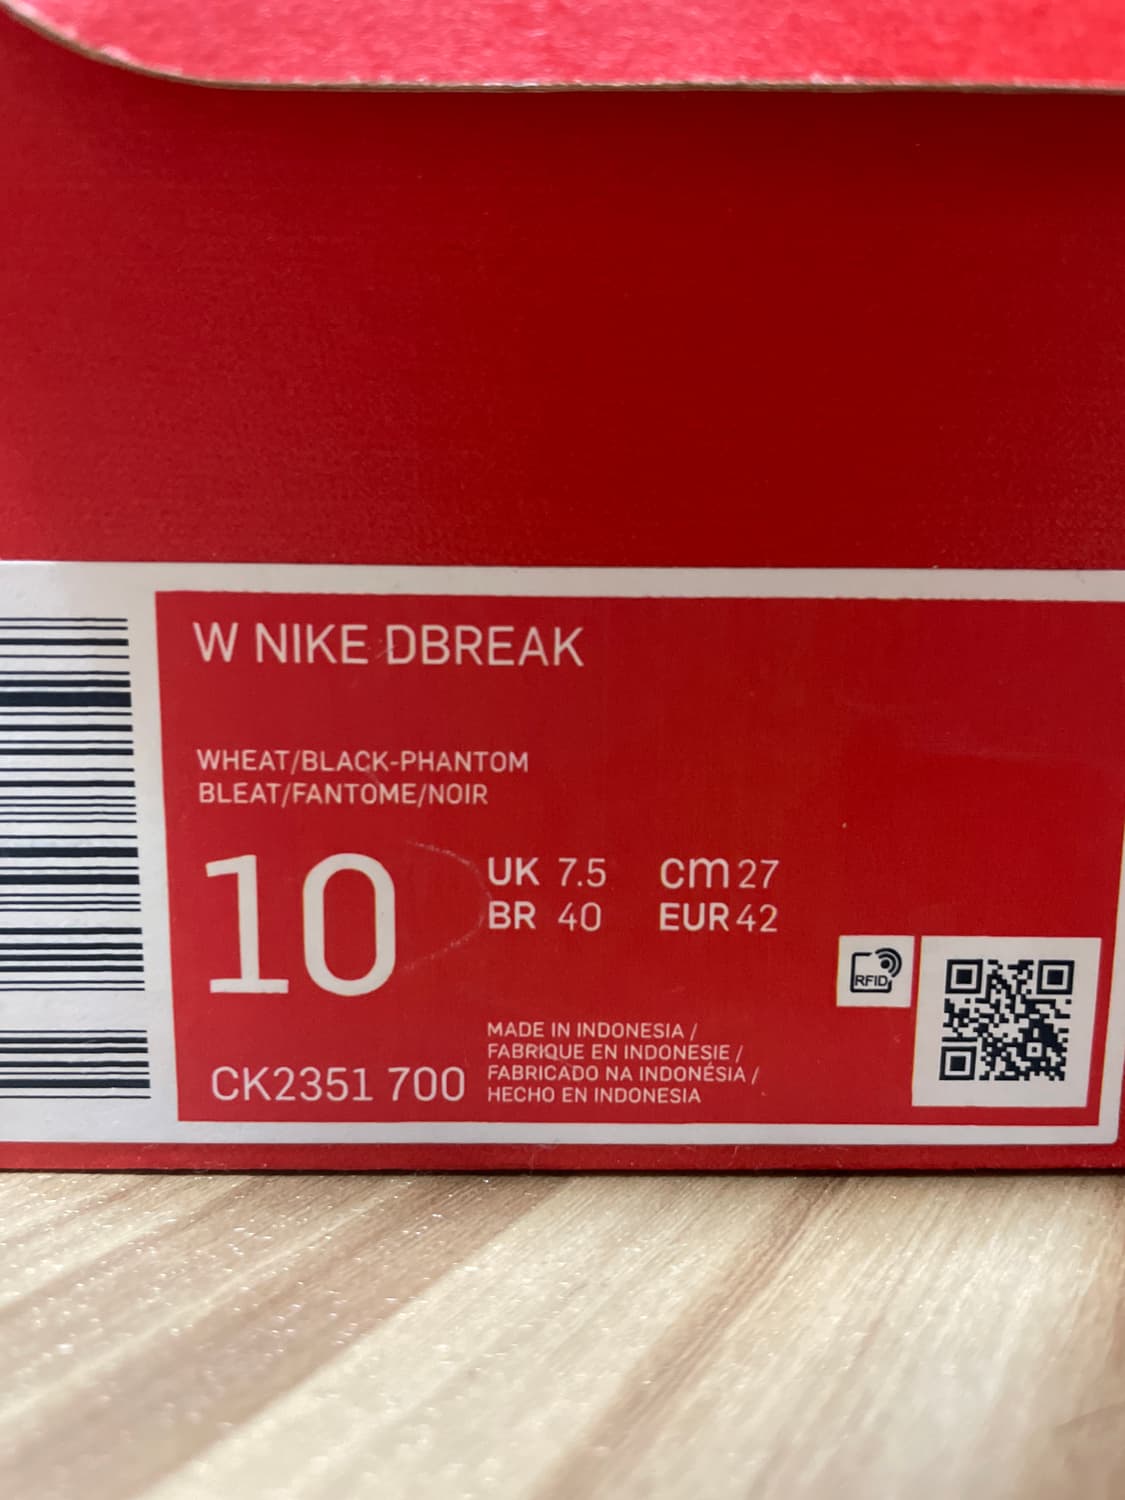 W NIKE DBREAK
WHEAT/BLACK-PHANTOM
BLEAT/FANTOME/NOIR
10
UK 7.5 cm 27
BR 40 EUR 42
CK2351 700
MADE IN INDONESIA /
FABRIQUE EN INDONESIE /
FABRICADO NA INDONÉSIA /
HECHO EN INDONESIA
RFID